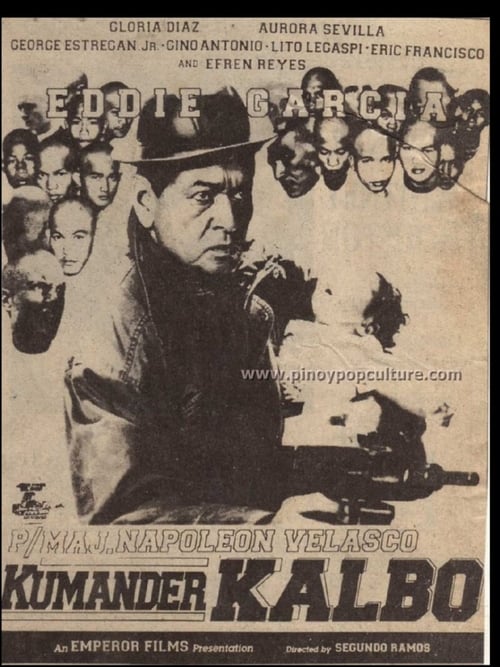 GLORIA DIAZ AURORA SEVILLA
GEORGE ESTREGAN, JR. · GINO ANTONIO · LITO LEGASPI · ERIC FRANCISCO
AND EFREN REYES
EDDIE GARCIA
www.pinoypopculture.com
P/MAJ. NAPOLEON VELASCO
KUMANDER KALBO
An EMPEROR FILMS Presentation Directed by SEGUNDO RAMOS